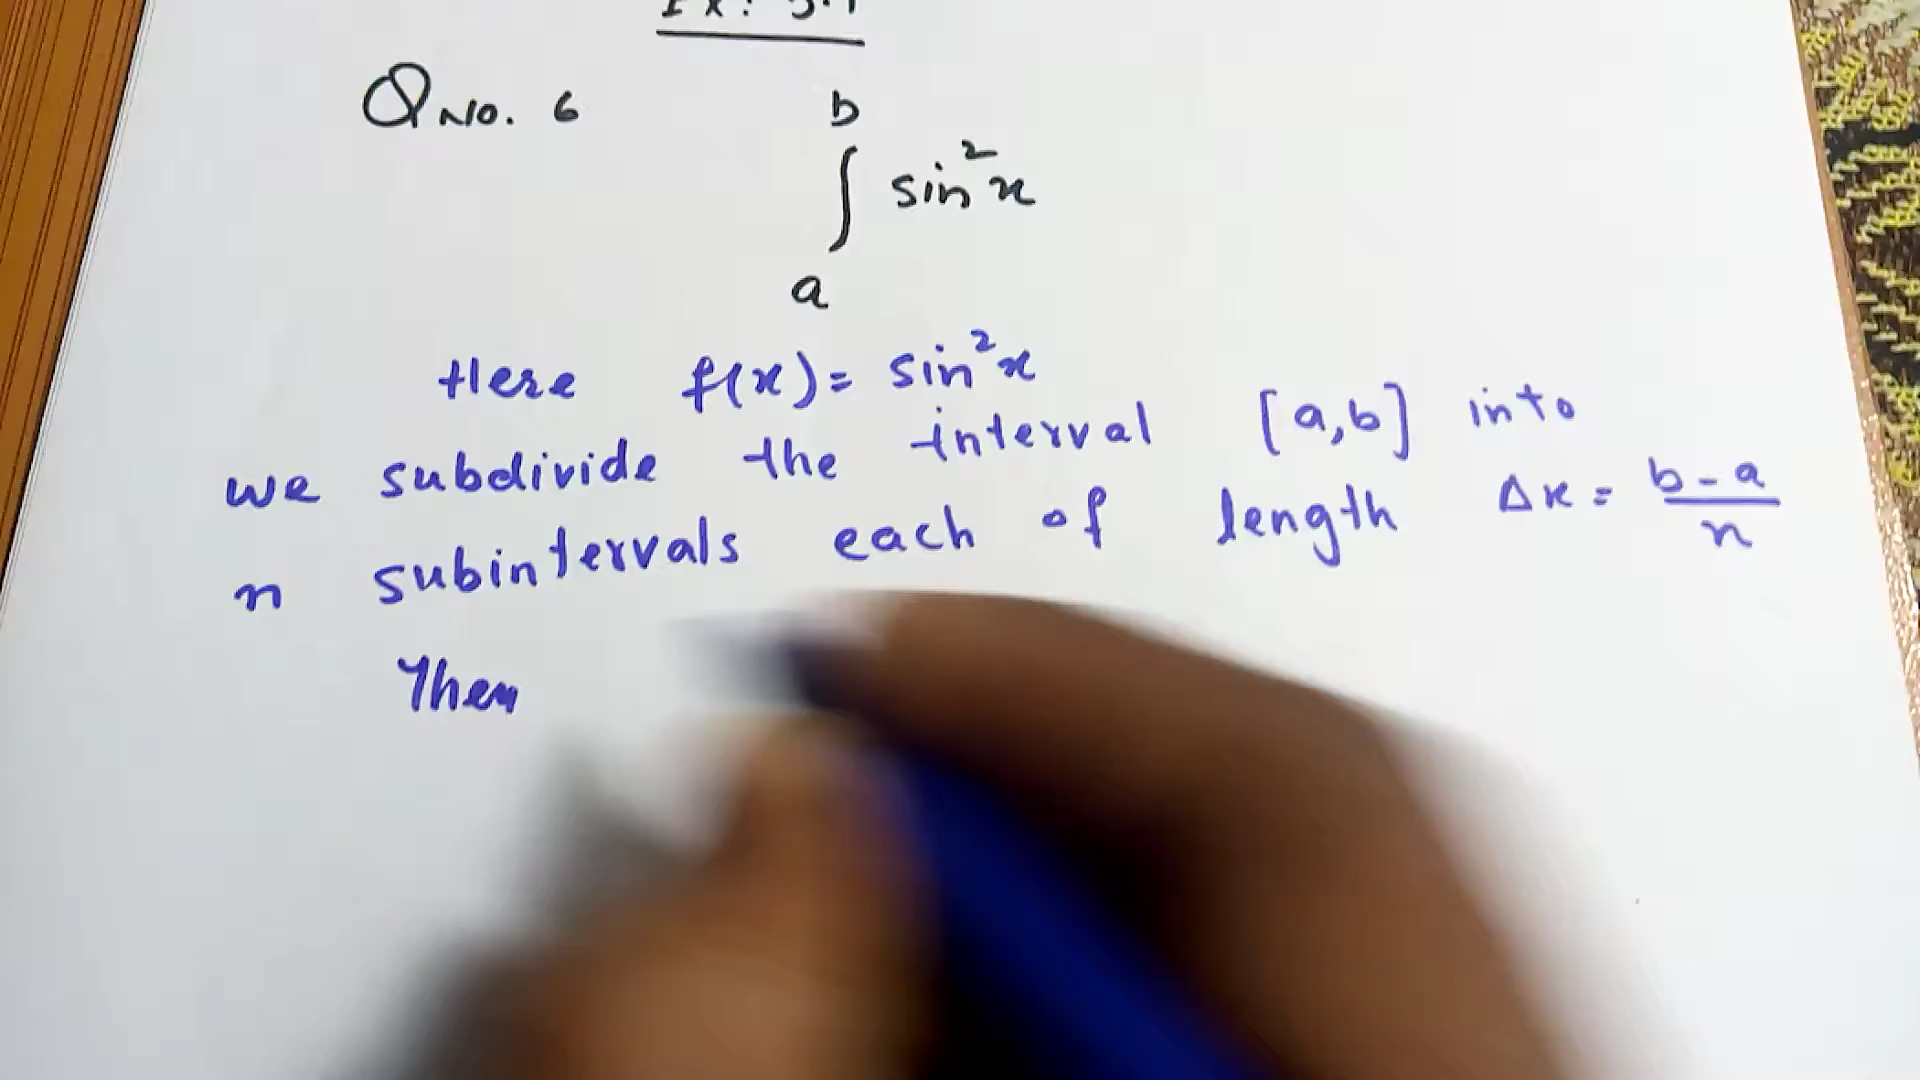 Q No. 6
b
∫ sin²x
a
Here f(x) = sin²x
we subdivide the interval [a,b] into
n subintervals each of length Δx = b-a/n
Then